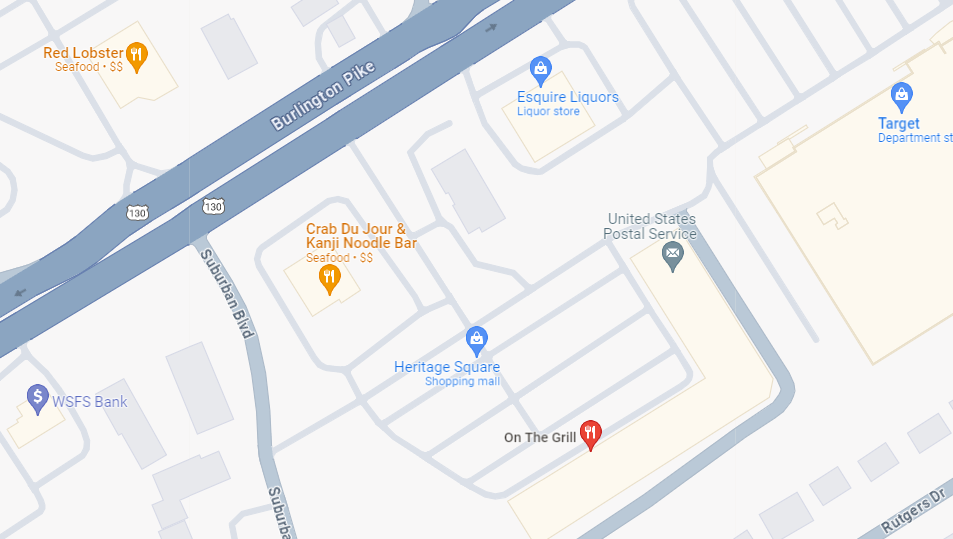 Red Lobster
Seafood • $$
Burlington Pike
Esquire Liquors
Liquor store
Target
Department st
130
130
United States
Postal Service
Crab Du Jour &
Kanji Noodle Bar
Seafood • $$
Suburban Blvd
Heritage Square
Shopping mall
WSFS Bank
$
On The Grill
Suburba
Rutgers Dr